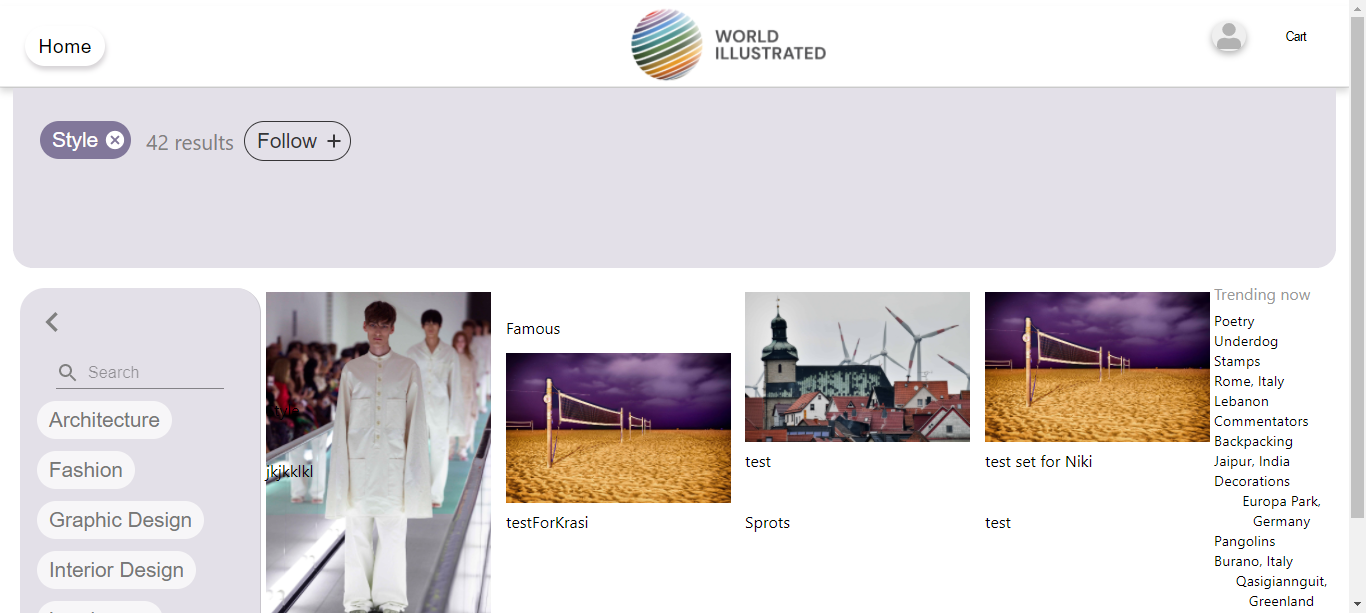 Home
WORLD
ILLUSTRATED
Cart
Style
42 results
Follow +
Search
Architecture
Fashion
Graphic Design
Interior Design
Style
jkjkklkl
Famous
testForKrasi
test
Sprots
test set for Niki
test
Trending now
Poetry
Underdog
Stamps
Rome, Italy
Lebanon
Commentators
Backpacking
Jaipur, India
Decorations
Europa Park,
Germany
Pangolins
Burano, Italy
Qasigiannguit,
Greenland